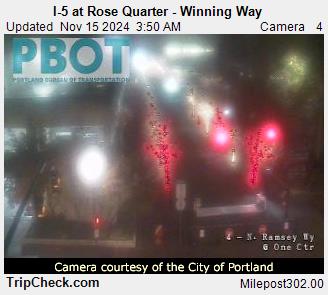 I-5 at Rose Quarter - Winning Way
Updated Nov 15 2024 3:50 AM Camera 4
PBOT
PORTLAND BUREAU OF TRANSPORTATION
4 - N. Ramsey Wy
@ One Ctr
Camera courtesy of the City of Portland
TripCheck.com Milepost302.00